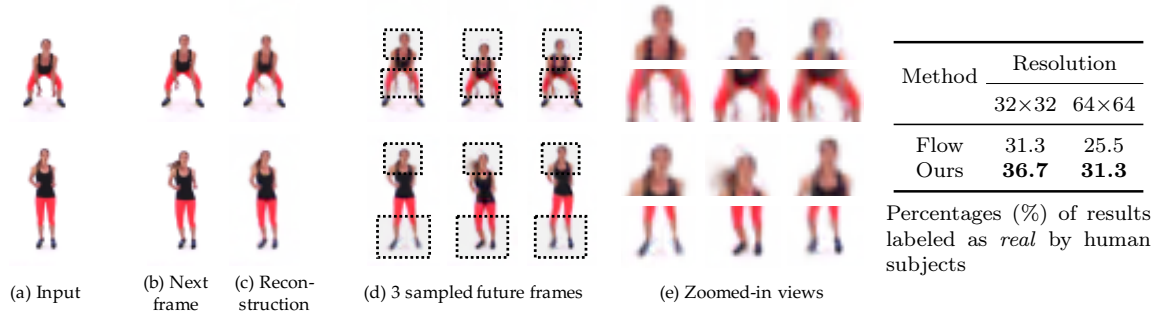 (a) Input
(b) Next
frame
(c) Recon-
struction
(d) 3 sampled future frames
(e) Zoomed-in views
Method Resolution
32×32 64×64
Flow 31.3 25.5
Ours 36.7 31.3
Percentages (%) of results
labeled as real by human
subjects